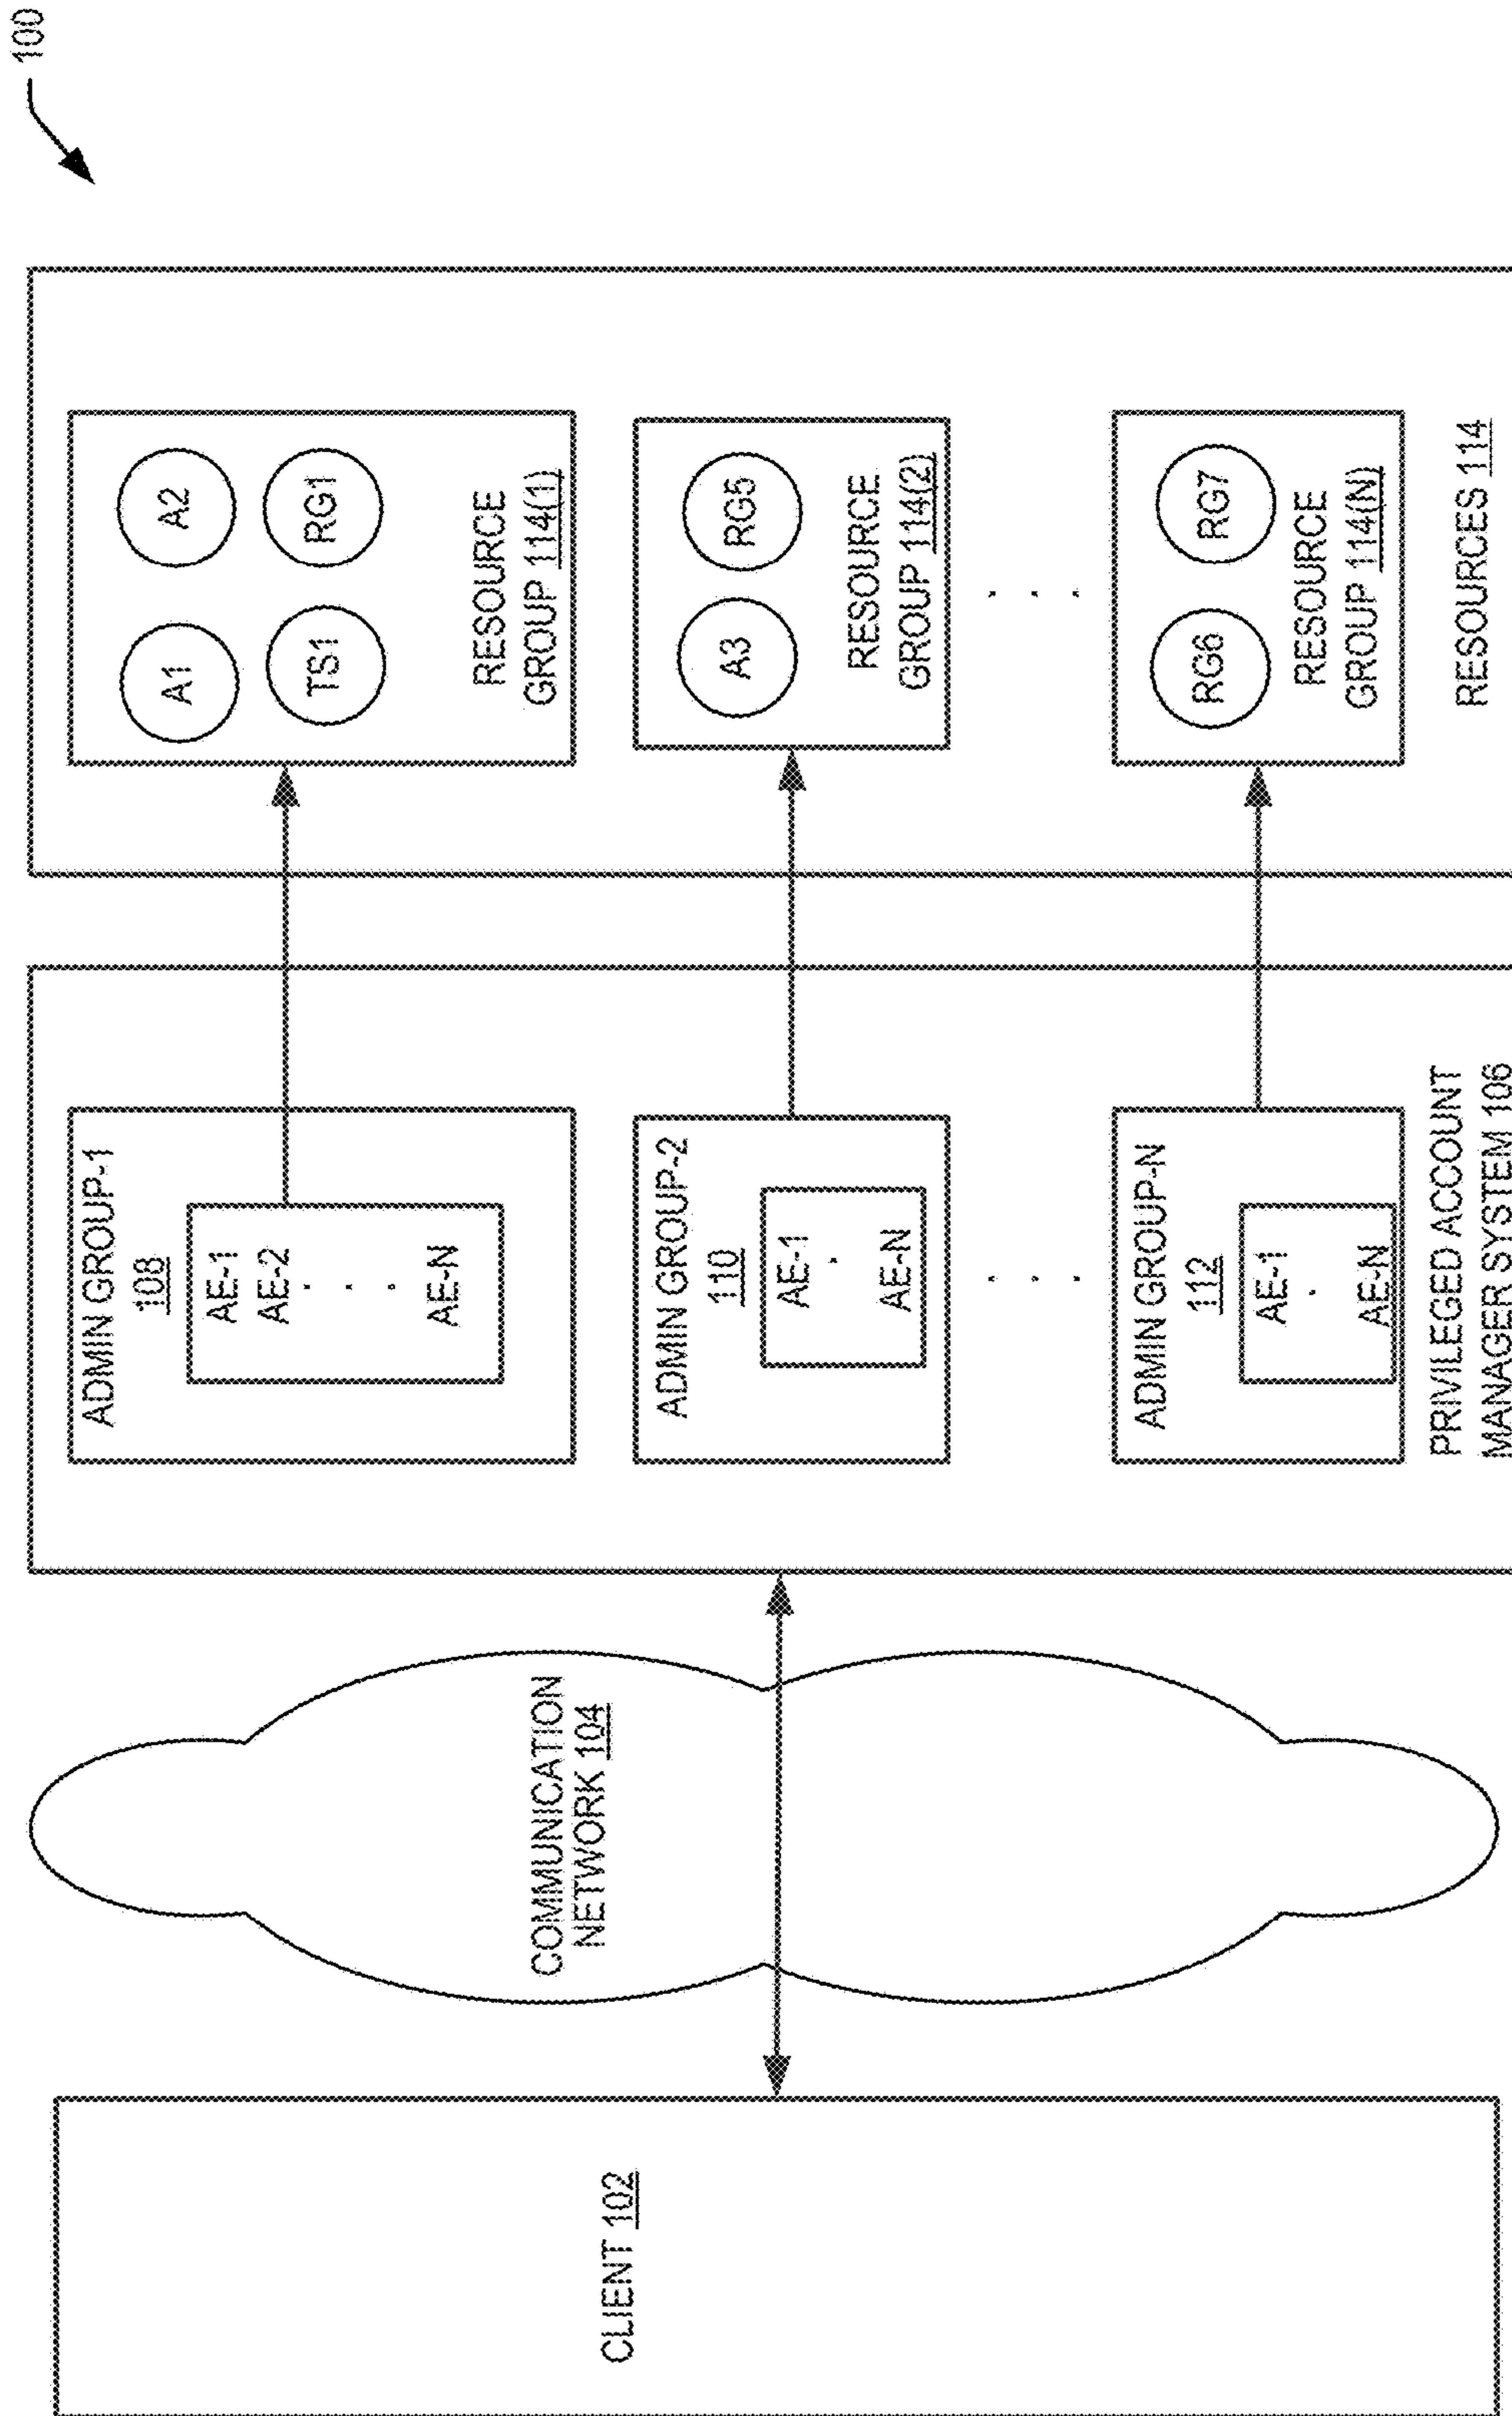 100
CLIENT 102
COMMUNICATION
NETWORK 104
ADMIN GROUP-1
108
AE-1
AE-2
.
.
.
AE-N
ADMIN GROUP-2
110
AE-1
.
AE-N
. . .
ADMIN GROUP-N
112
AE-1
.
AE-N
PRIVILEGED ACCOUNT
MANAGER SYSTEM 106
A1
A2
TS1
RG1
RESOURCE
GROUP 114(1)
A3
RG5
RESOURCE
GROUP 114(2)
. . .
RG6
RG7
RESOURCE
GROUP 114(N)
RESOURCES 114